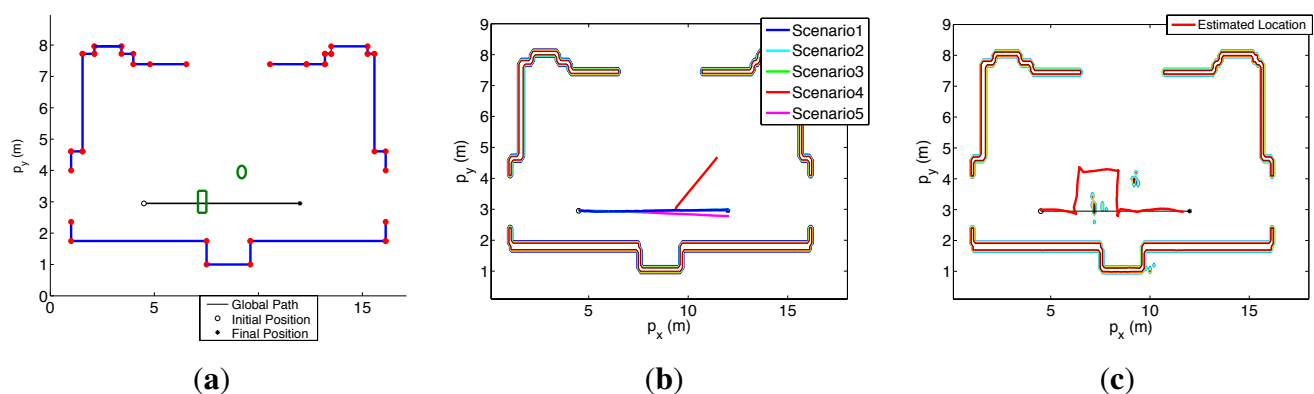 9
8
7
6
5
4
3
2
1
0
p_y (m)
0
5
15
Global Path
Initial Position
Final Position
(a)
9
8
7
6
5
4
3
2
1
p_y (m)
5
10
15
p_x (m)
Scenario1
Scenario2
Scenario3
Scenario4
Scenario5
(b)
9
8
7
6
5
4
3
2
1
p_y (m)
5
10
15
p_x (m)
Estimated Location
(c)